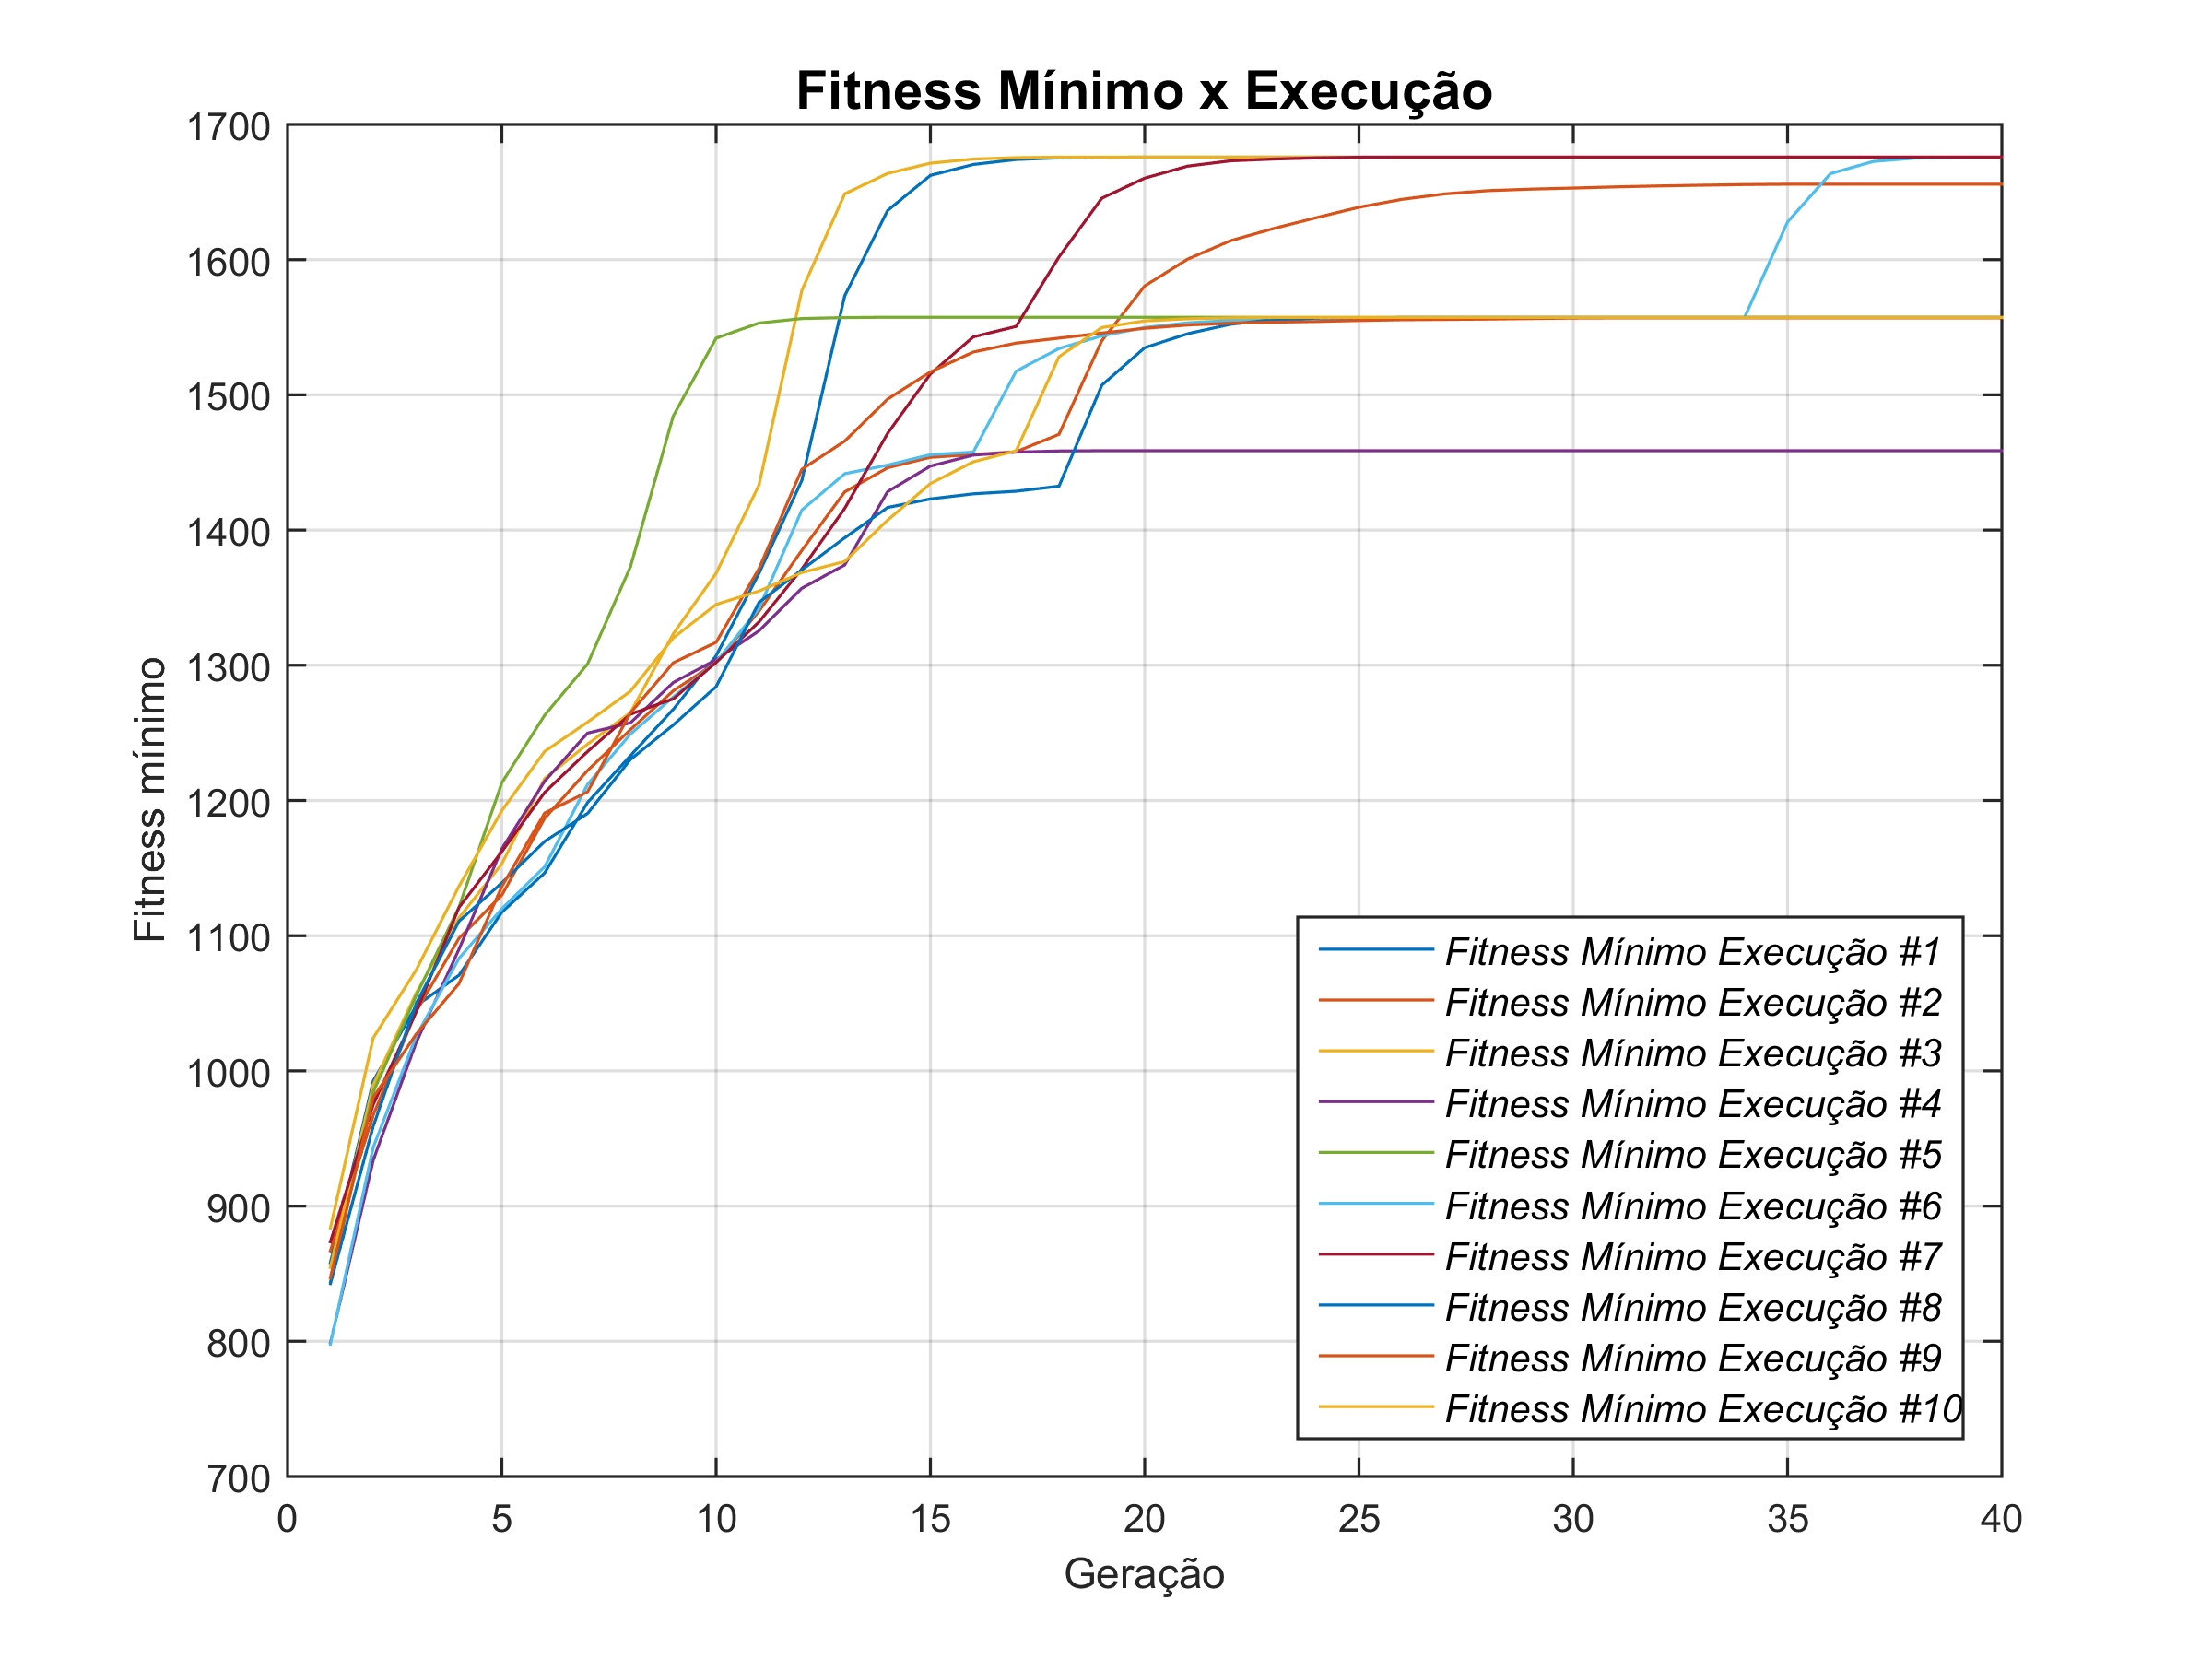 Fitness Mínimo x Execução
1700
1600
1500
1400
1300
1200
1100
1000
900
800
700
Fitness mínimo
0 5 10 15 20 25 30 35 40
Geração
Fitness Mínimo Execução #1
Fitness Mínimo Execução #2
Fitness Mínimo Execução #3
Fitness Mínimo Execução #4
Fitness Mínimo Execução #5
Fitness Mínimo Execução #6
Fitness Mínimo Execução #7
Fitness Mínimo Execução #8
Fitness Mínimo Execução #9
Fitness Mínimo Execução #10